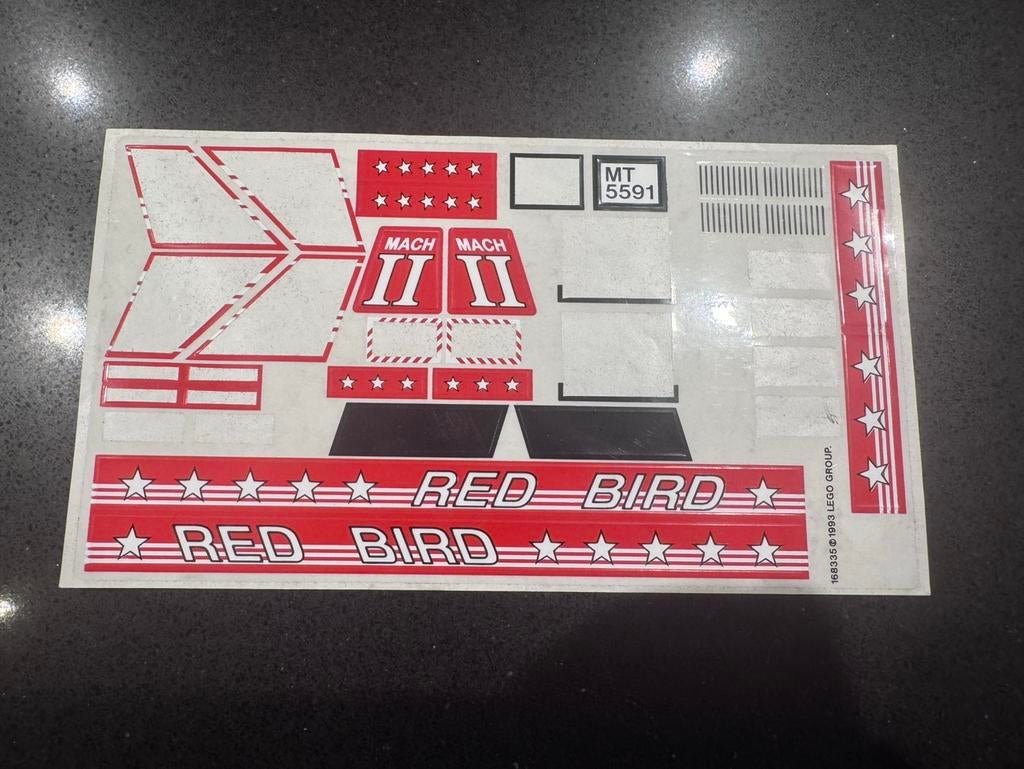 MT
5591
MACH
II
MACH
II
RED BIRD
RED BIRD
168335 © 1993 LEGO GROUP.